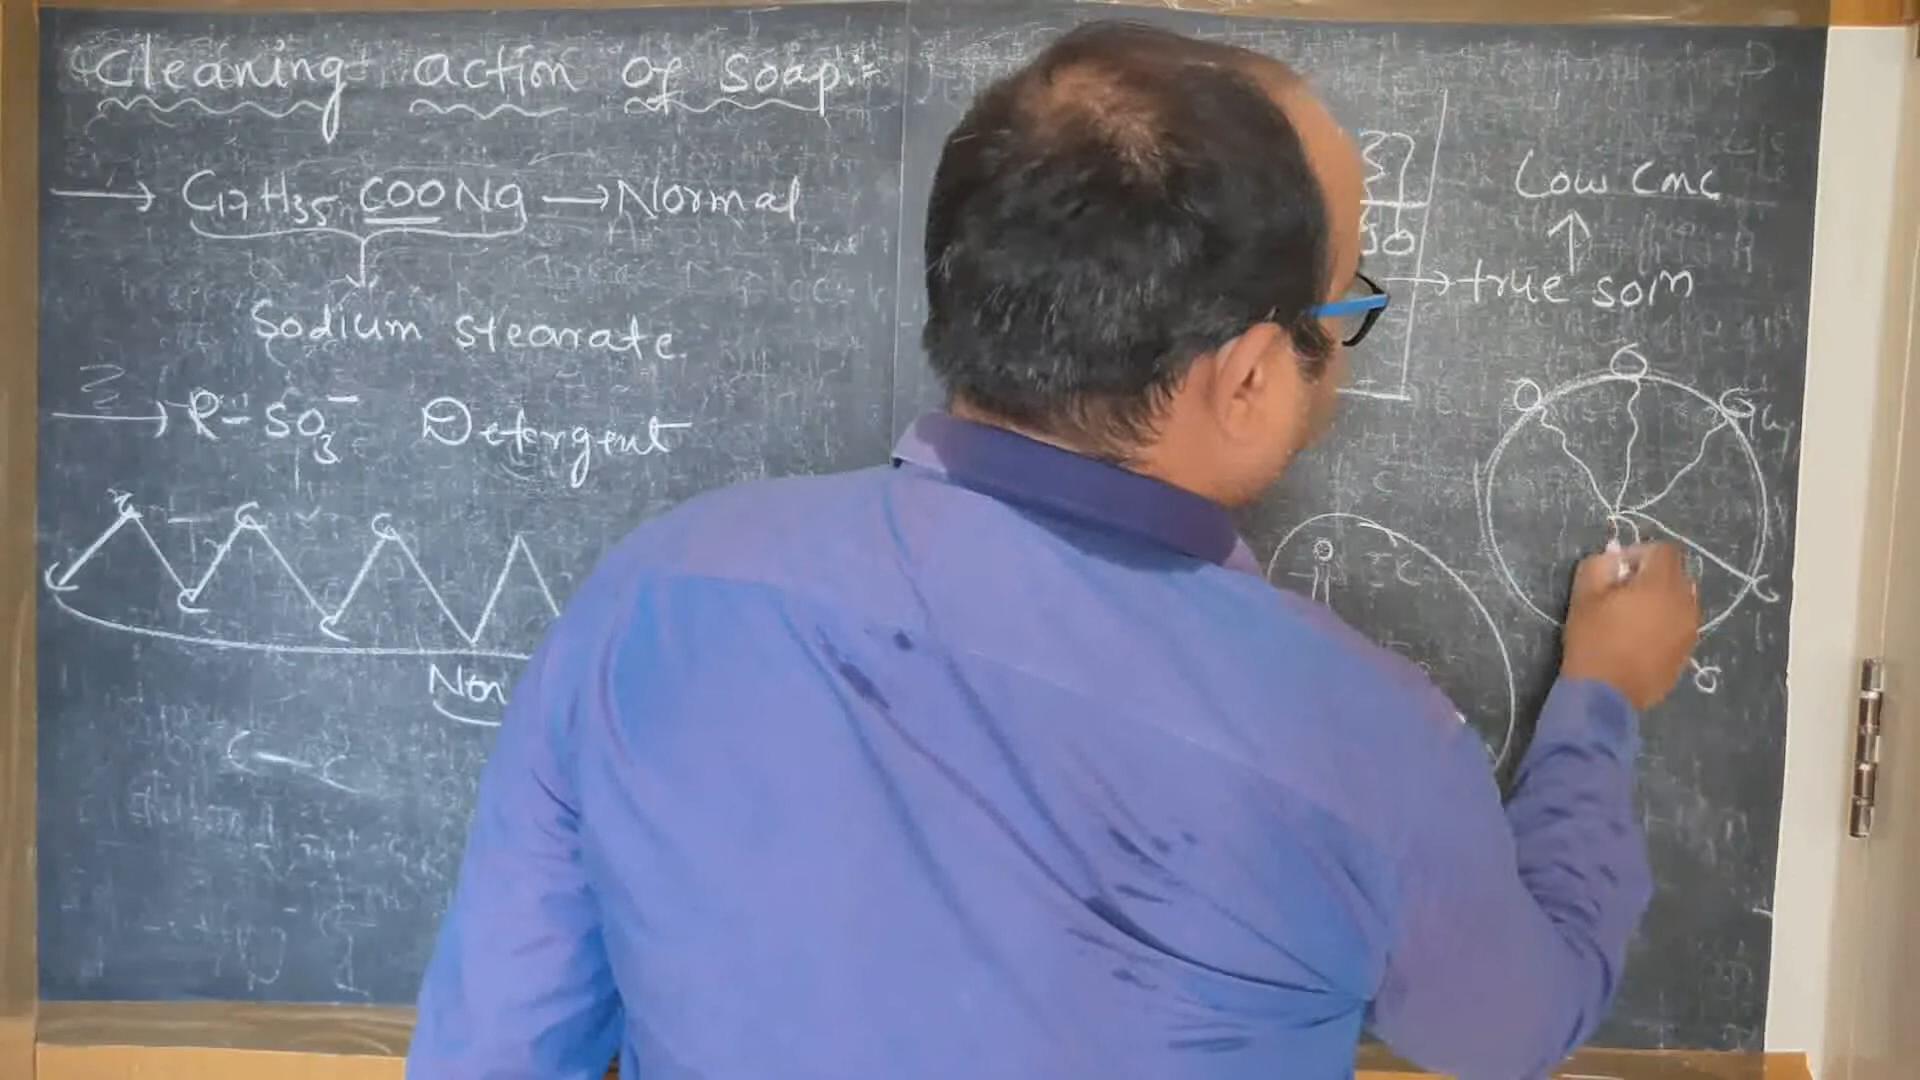 Cleaning action of soap:-
→ C17H35 COONa → Normal
Sodium stearate.
→ R-SO3⁻ Detergent
Non
Low CMC
↑
→ true soln